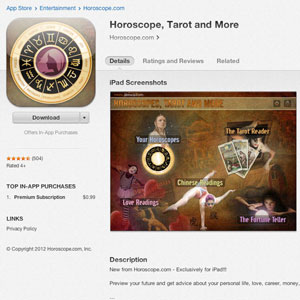 App Store > Entertainment > Horoscope.com
Horoscope, Tarot and More
Horoscope.com >
Details
Ratings and Reviews
Related
Download
Offers In-App Purchases
(504)
Rated 4+
TOP IN-APP PURCHASES
1. Premium Subscription
$0.99
LINKS
Privacy Policy
© Copyright 2012 Horoscope.com, Inc.
iPad Screenshots
HOROSCOPES, TAROT AND MORE
Your Horoscopes
The Tarot Reader
Chinese Readings
Love Readings
The Fortune Teller
Description
New from Horoscope.com - Exclusively for iPad!!!
Preview your future and get advice about your personal life, love, career, money,
...